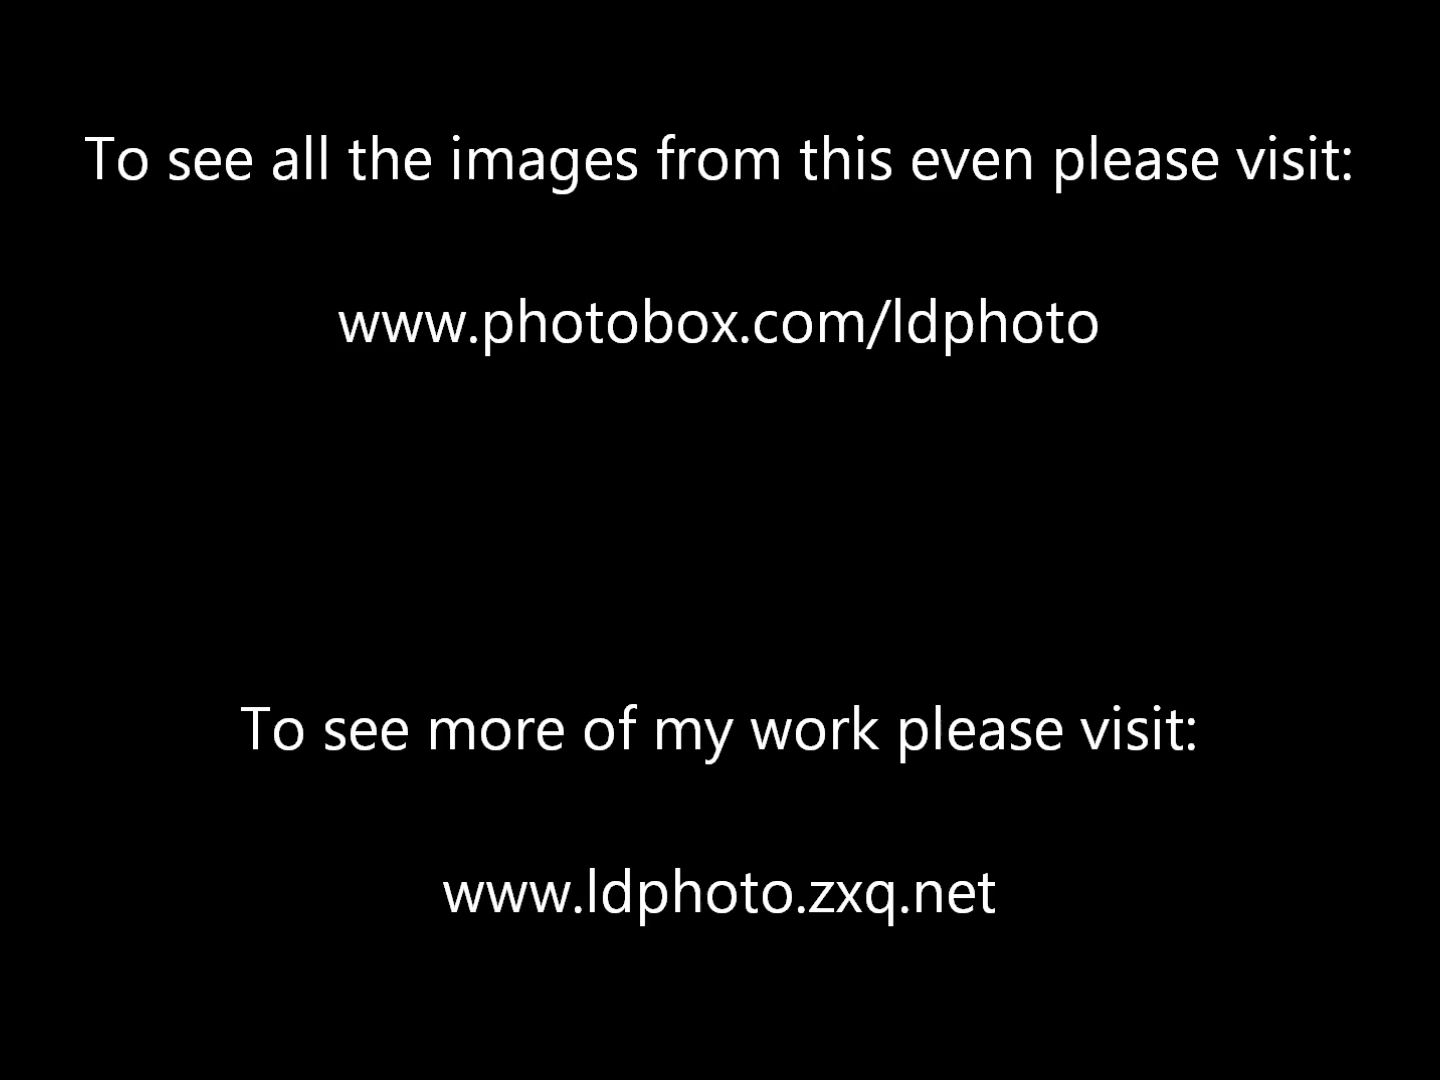 To see all the images from this even please visit:
www.photobox.com/ldphoto
To see more of my work please visit:
www.ldphoto.zxq.net